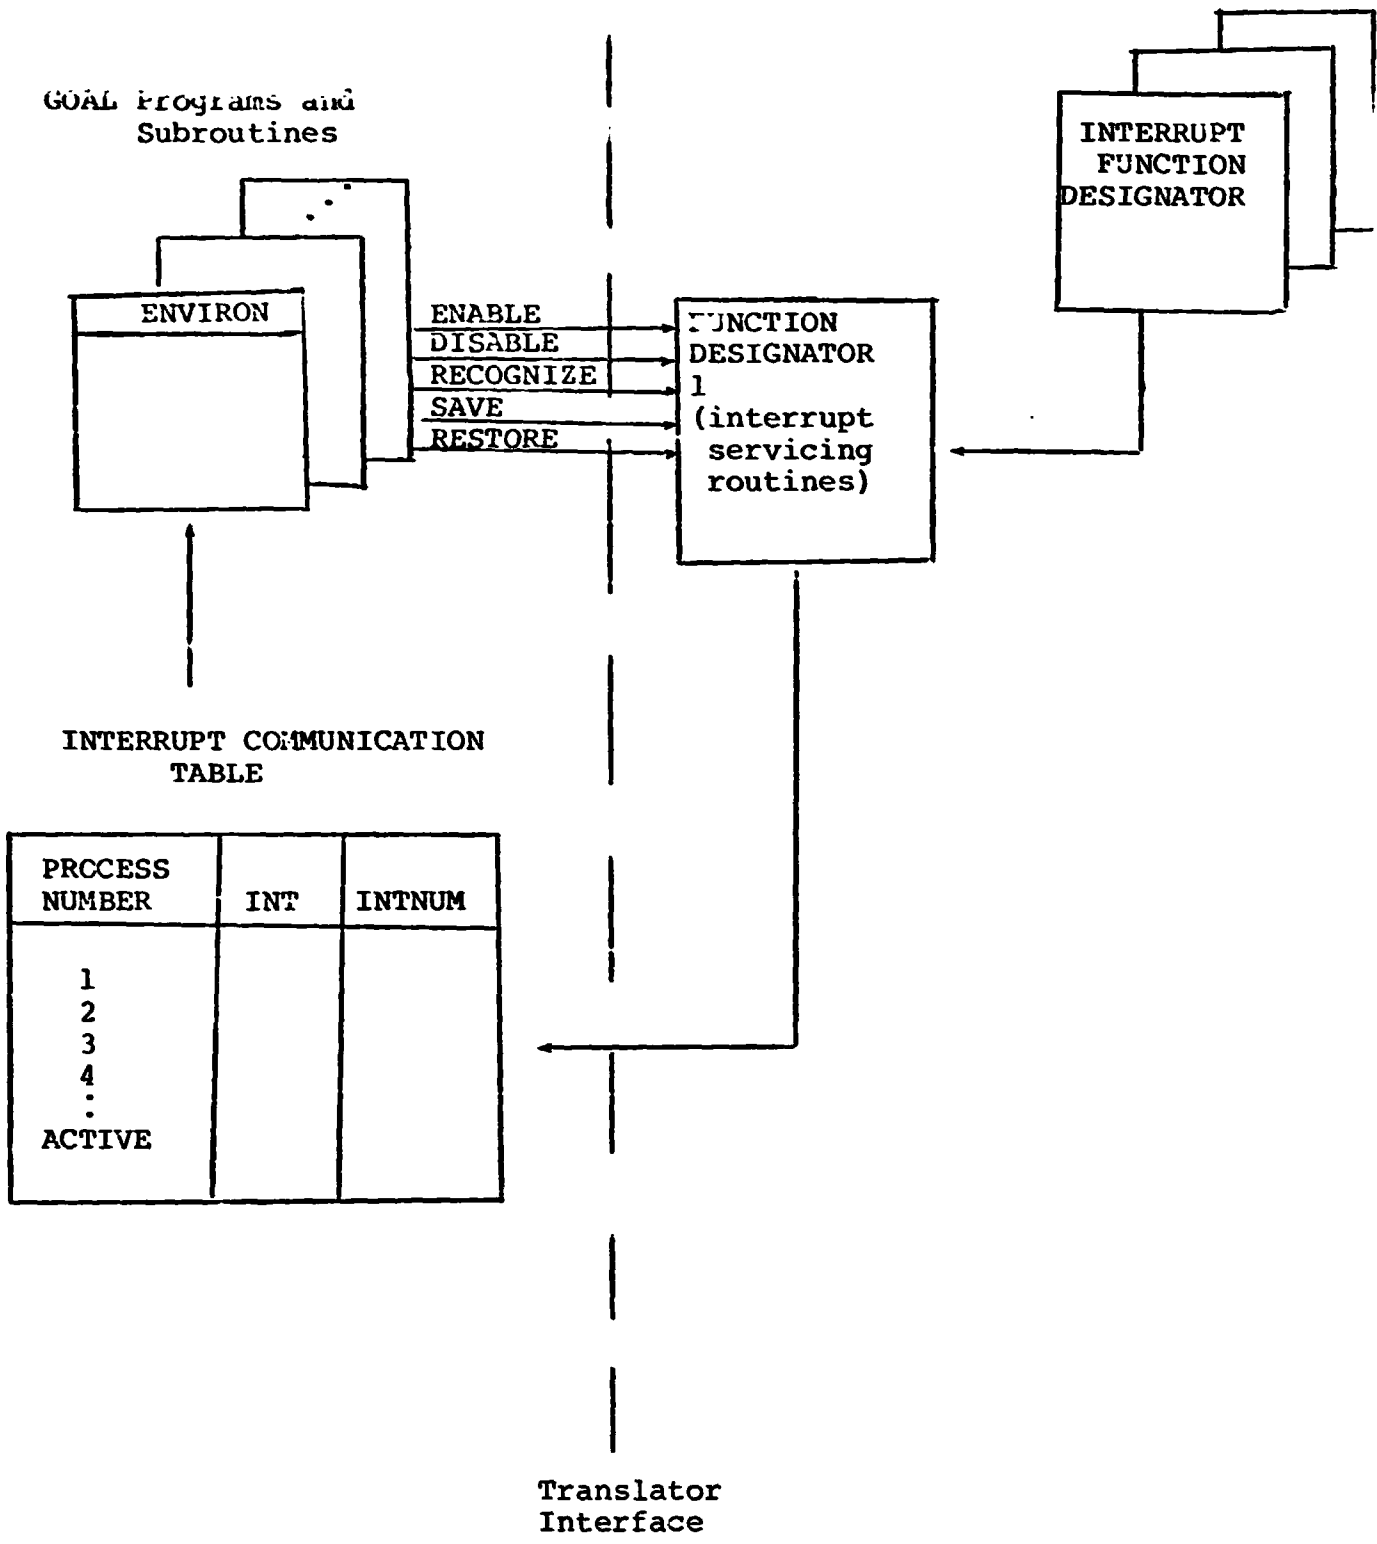 GOAL Programs and
Subroutines
ENVIRON
ENABLE
DISABLE
RECOGNIZE
SAVE
RESTORE
FUNCTION
DESIGNATOR
1
(interrupt
servicing
routines)
INTERRUPT
FUNCTION
DESIGNATOR
INTERRUPT COMMUNICATION
TABLE
PROCESS
NUMBER
INT
INTNUM
1
2
3
4
.
.
ACTIVE
Translator
Interface